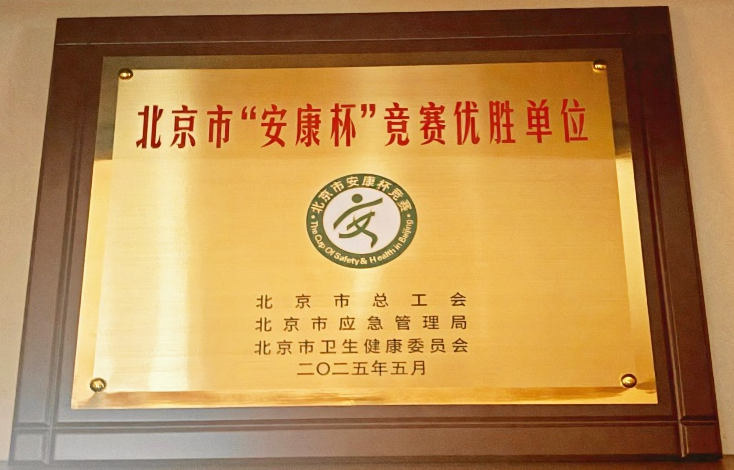 北京市“安康杯”竞赛优胜单位
北京市安康杯竞赛
The Cup Of Safety & Health in Beijing
北京市总工会
北京市应急管理局
北京市卫生健康委员会
二〇二五年五月